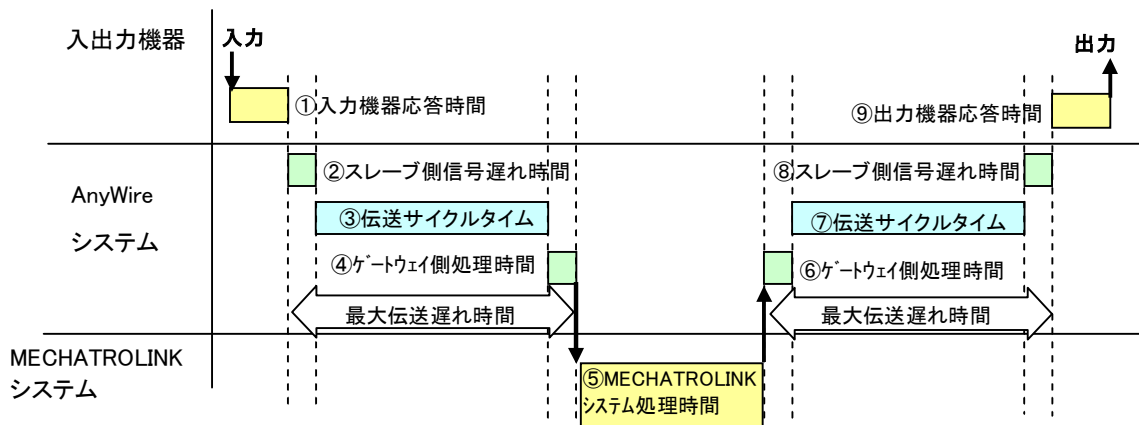 入出力機器
入力
出力
①入力機器応答時間
⑨出力機器応答時間
AnyWire
システム
②スレーブ側信号遅れ時間
⑧スレーブ側信号遅れ時間
③伝送サイクルタイム
⑦伝送サイクルタイム
④ｹﾞｰﾄｳｪｲ側処理時間
⑥ｹﾞｰﾄｳｪｲ側処理時間
最大伝送遅れ時間
最大伝送遅れ時間
MECHATROLINK
システム
⑤MECHATROLINK
ｼｽﾃﾑ処理時間